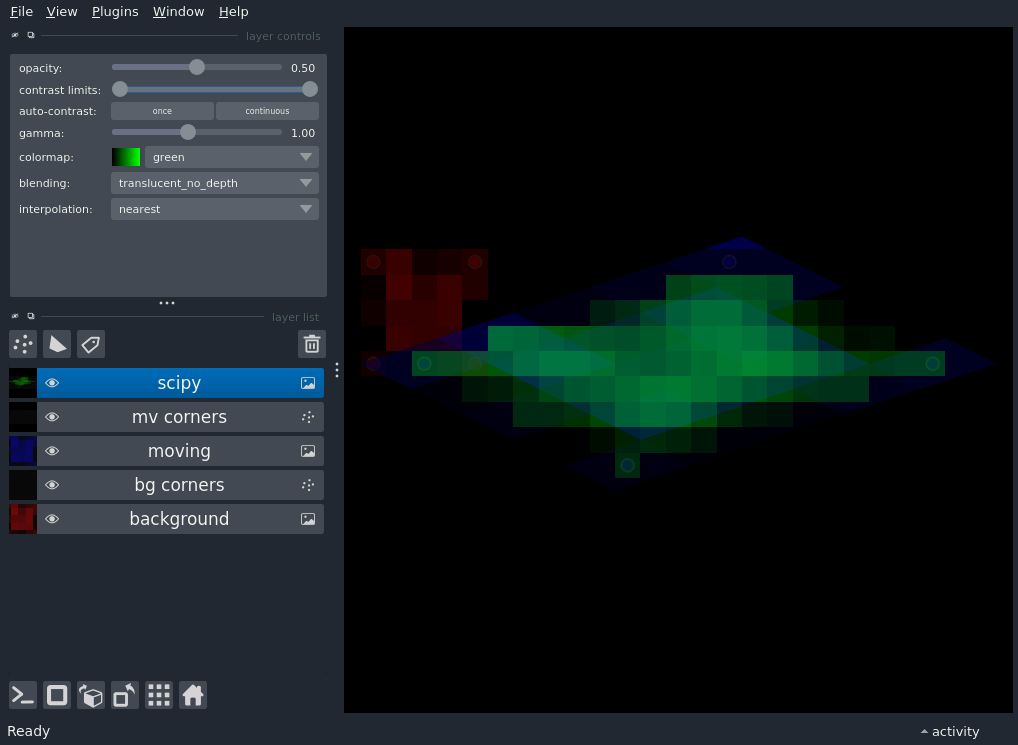 File View Plugins Window Help
layer controls
opacity: 0.50
contrast limits:
auto-contrast: once continuous
gamma: 1.00
colormap: green
blending: translucent_no_depth
interpolation: nearest
layer list
scipy
mv corners
moving
bg corners
background
Ready activity